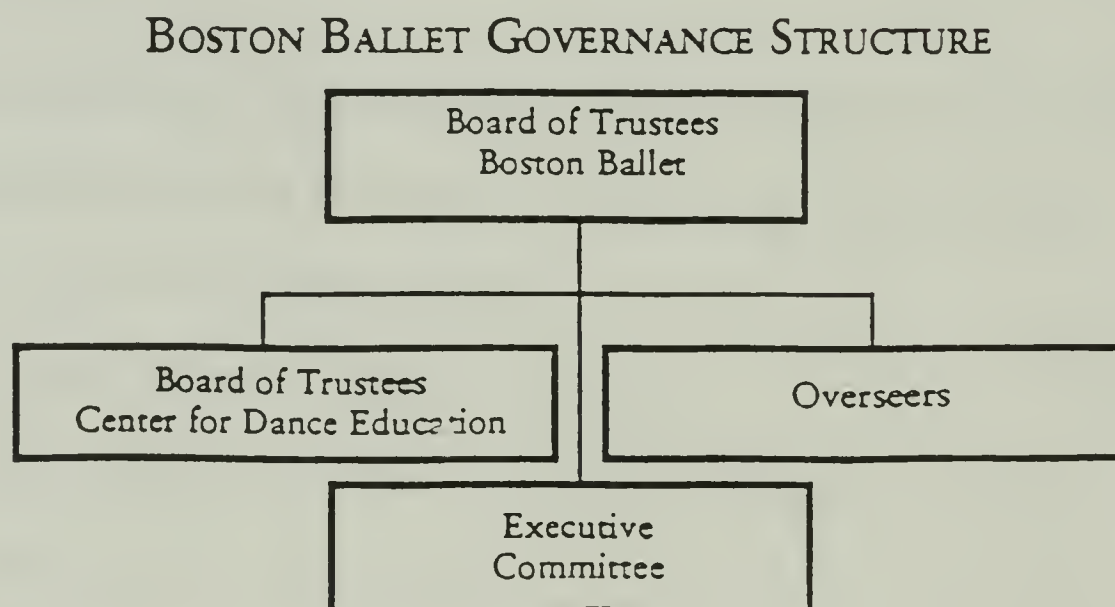 BOSTON BALLET GOVERNANCE STRUCTURE
Board of Trustees
Boston Ballet
Board of Trustees
Center for Dance Education
Overseers
Executive
Committee